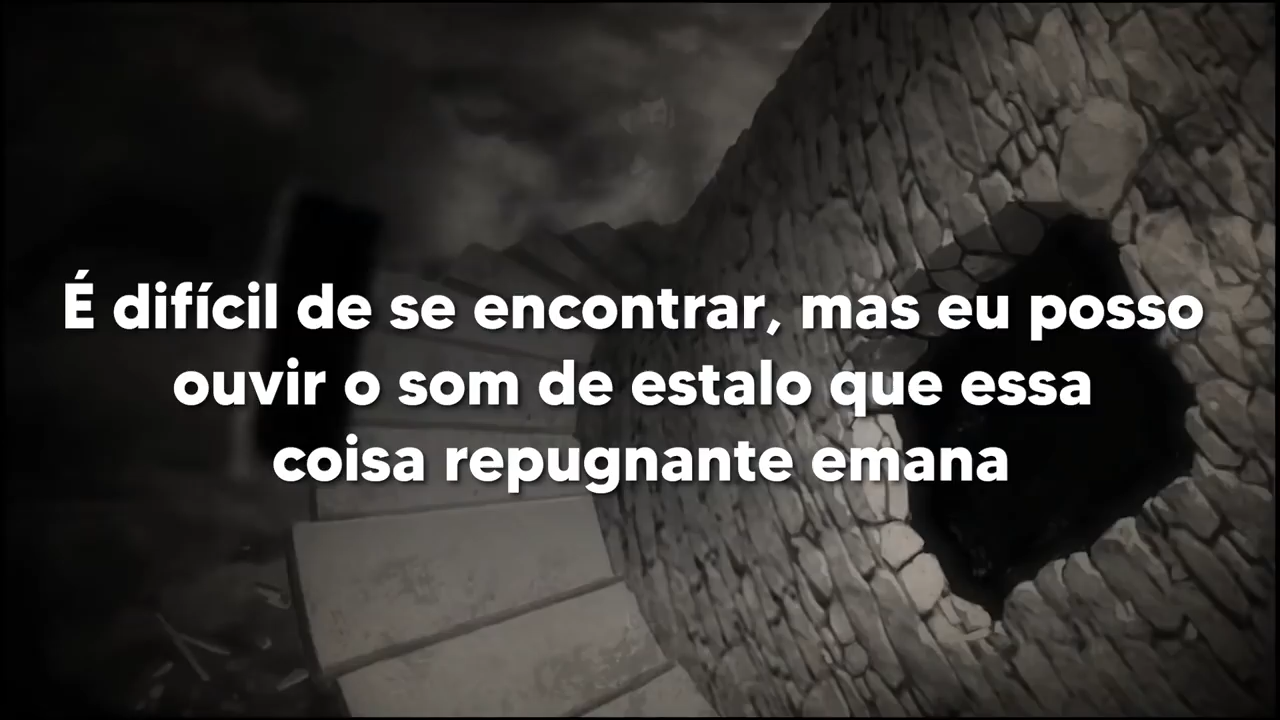 É difícil de se encontrar, mas eu posso
ouvir o som de estalo que essa
coisa repugnante emana